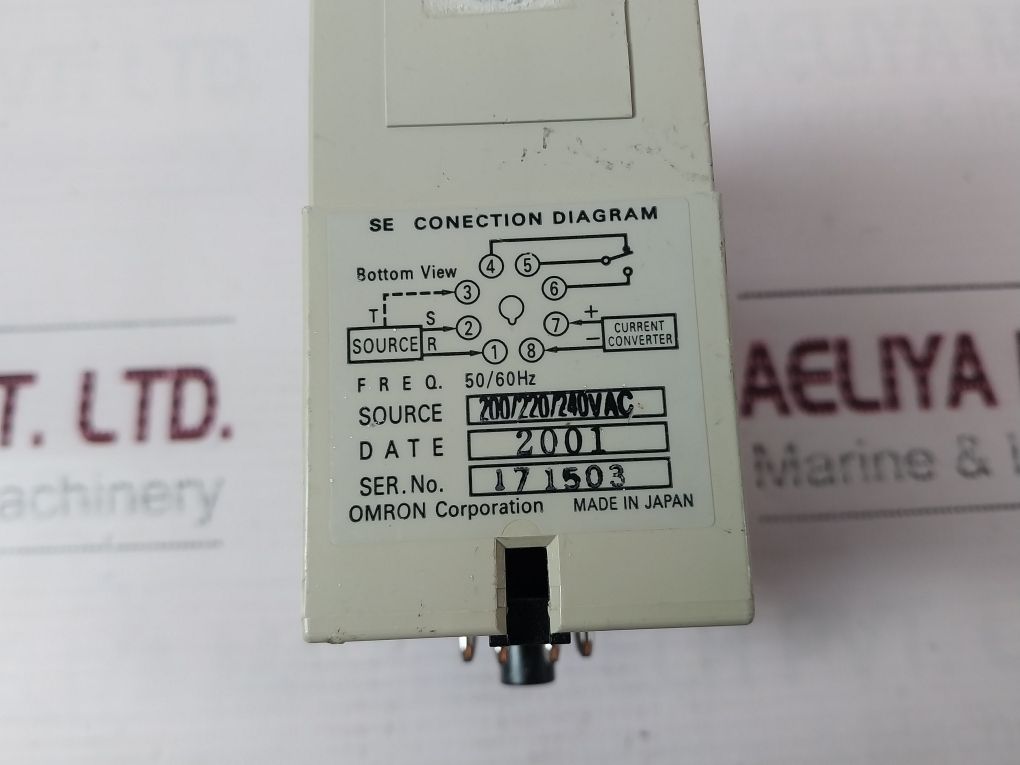 SE CONECTION DIAGRAM
Bottom View
4 5
3 6
T S
2 7 +
SOURCE R
1 8 −
CURRENT
CONVERTER
FREQ. 50/60Hz
SOURCE 200/220/240VAC
DATE 2001
SER. No. 171503
OMRON Corporation MADE IN JAPAN
T. LTD.
achinery
AELIYA
Marine &